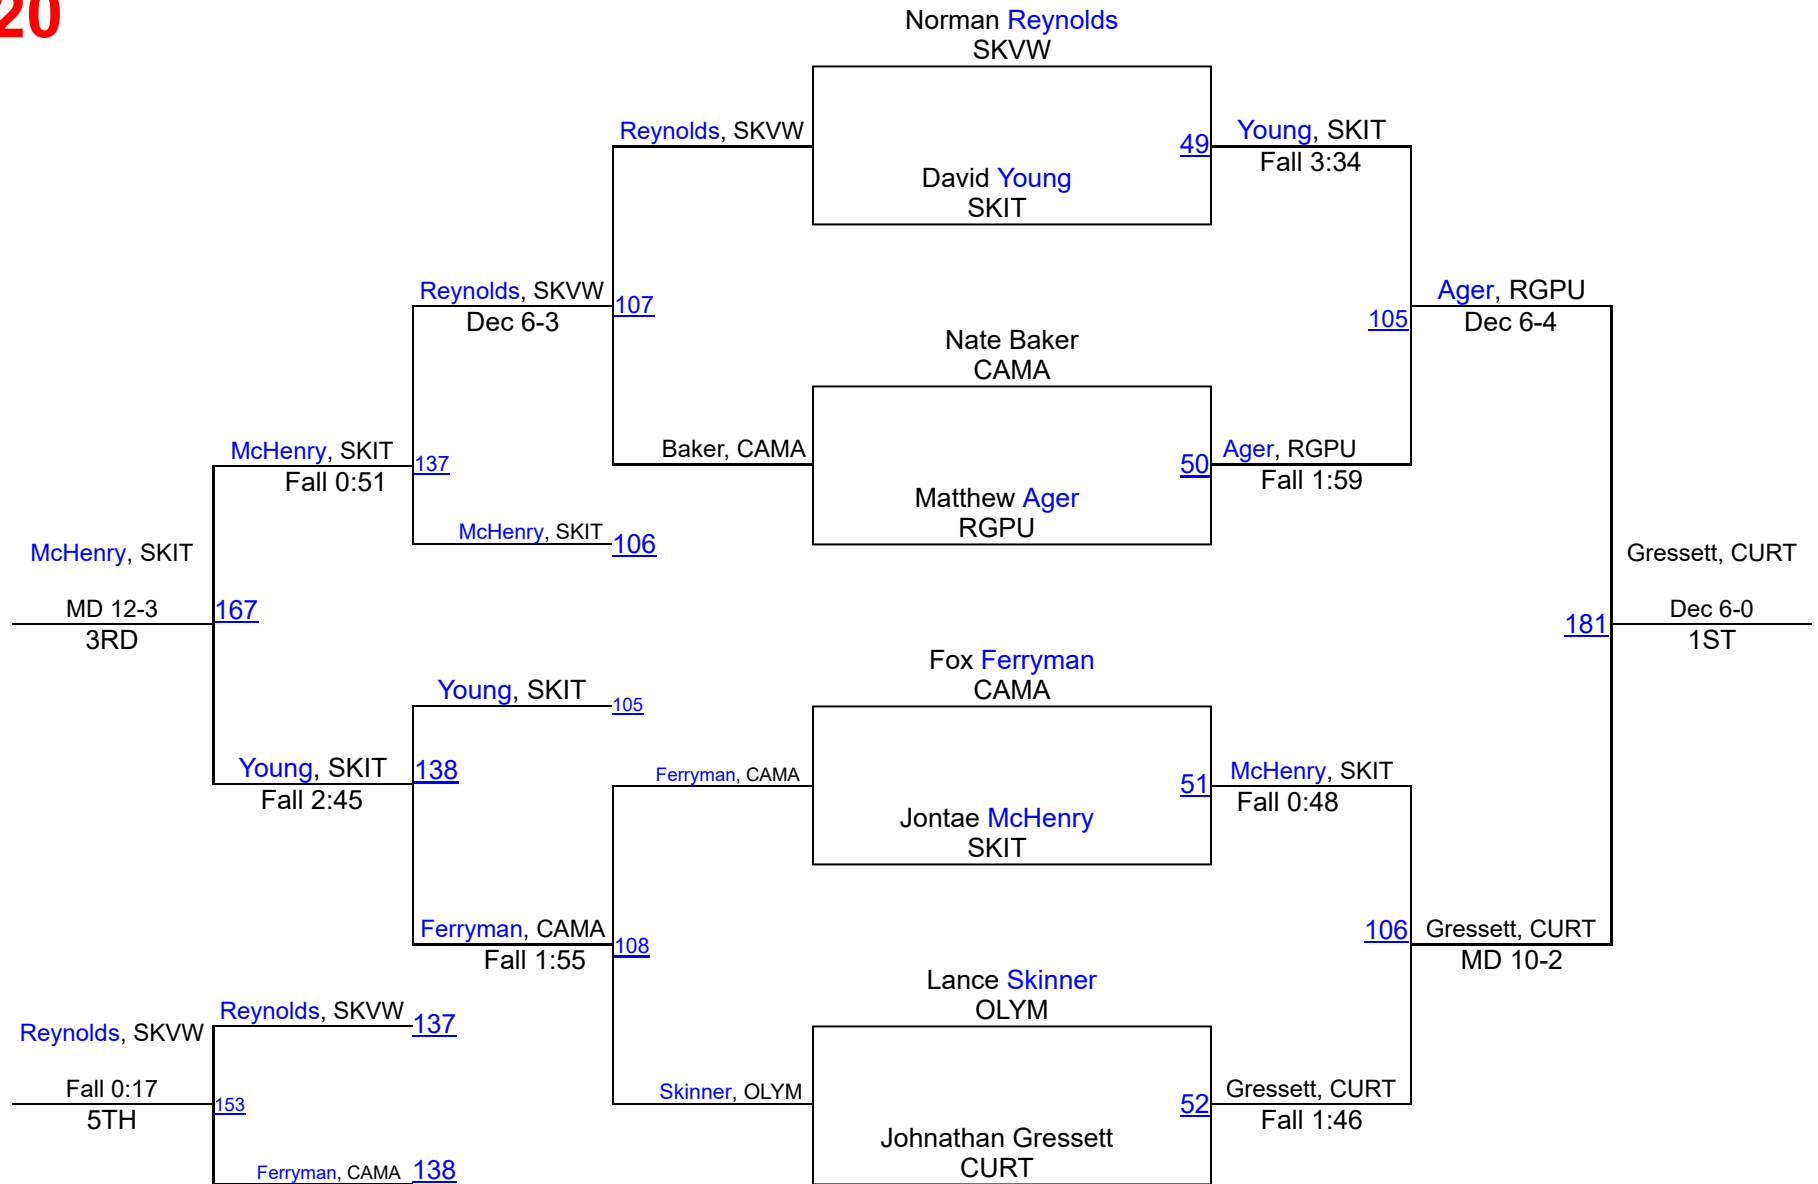 20
Norman Reynolds
SKVW
Reynolds, SKVW
49
Young, SKIT
Fall 3:34
David Young
SKIT
Reynolds, SKVW
Dec 6-3
107
105
Ager, RGPU
Dec 6-4
Nate Baker
CAMA
McHenry, SKIT
Fall 0:51
137
Baker, CAMA
50
Ager, RGPU
Fall 1:59
Matthew Ager
RGPU
McHenry, SKIT
106
McHenry, SKIT
MD 12-3
3RD
167
Gressett, CURT
181
Dec 6-0
1ST
Fox Ferryman
CAMA
Young, SKIT
105
Young, SKIT
Fall 2:45
138
Ferryman, CAMA
51
McHenry, SKIT
Fall 0:48
Jontae McHenry
SKIT
Ferryman, CAMA
Fall 1:55
108
106
Gressett, CURT
MD 10-2
Lance Skinner
OLYM
Reynolds, SKVW
137
Reynolds, SKVW
Fall 0:17
5TH
153
Skinner, OLYM
52
Gressett, CURT
Fall 1:46
Johnathan Gressett
CURT
Ferryman, CAMA
138